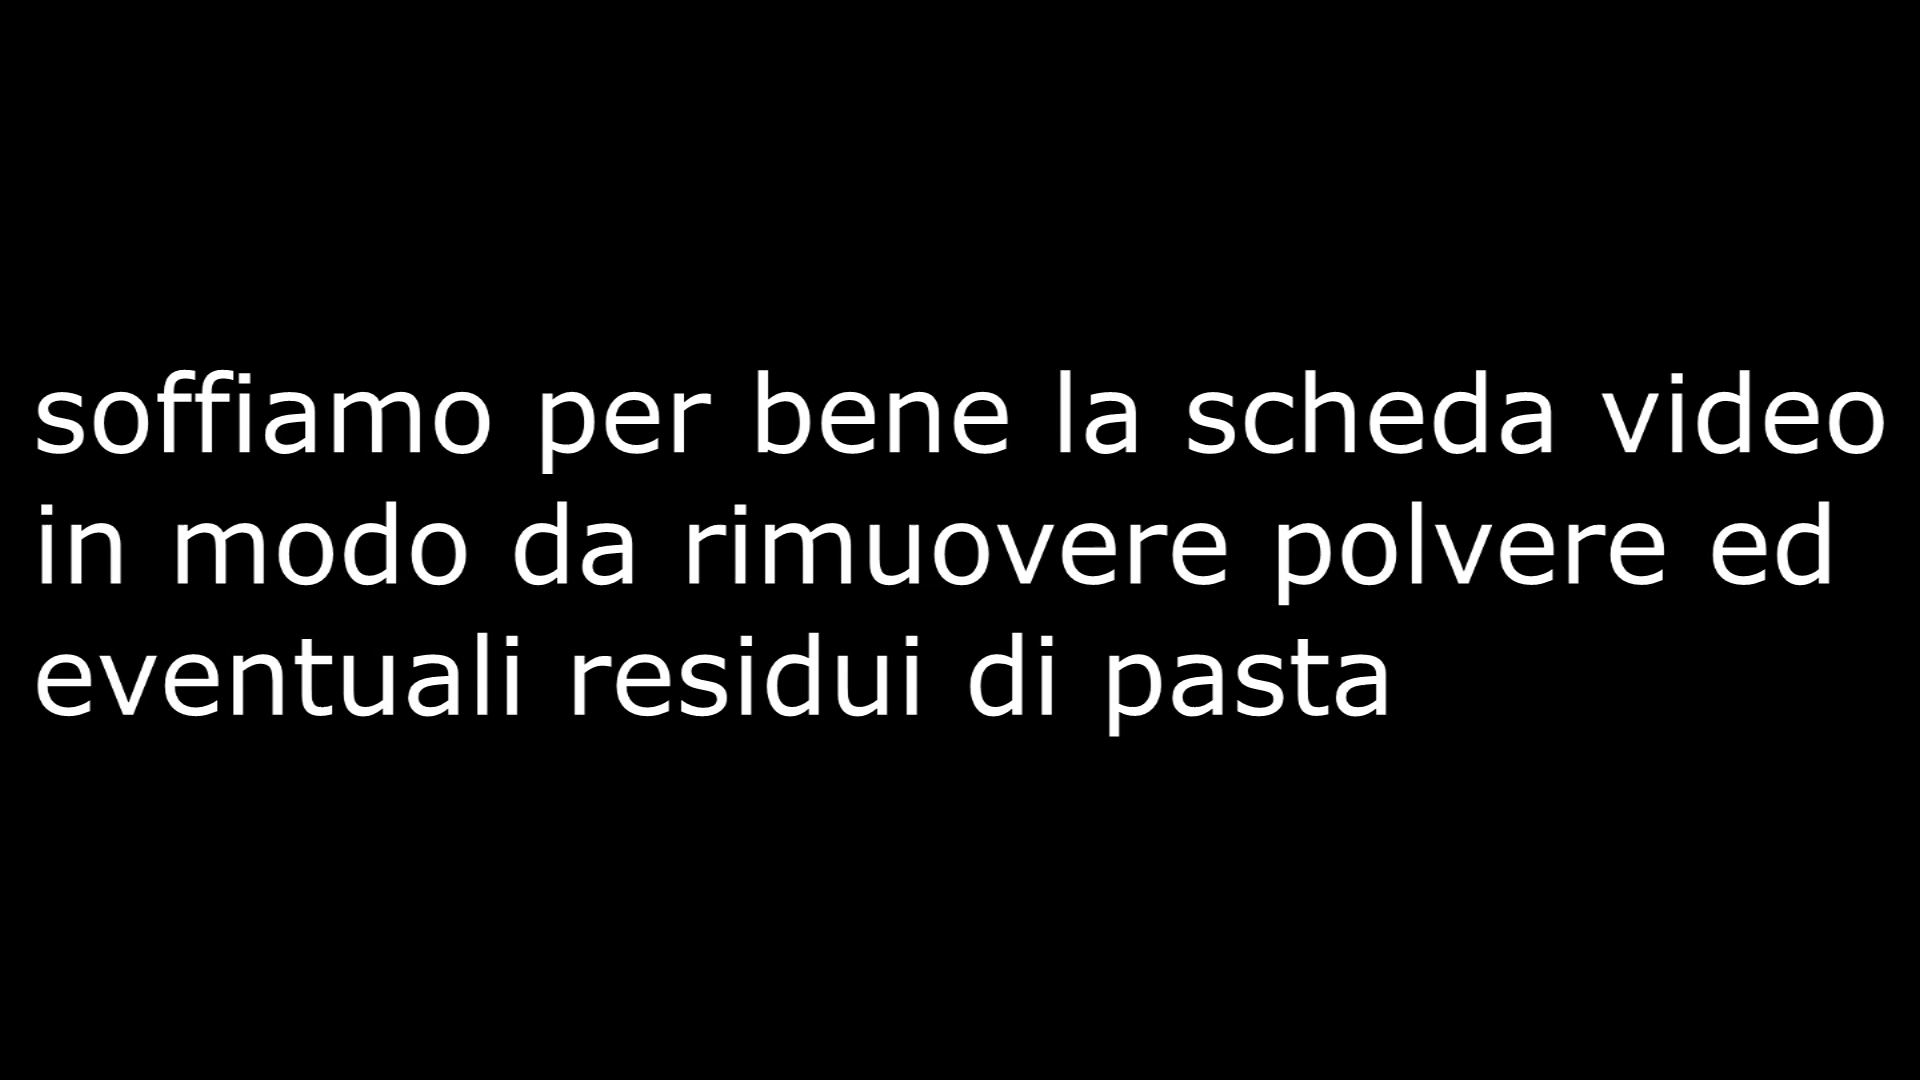 soffiamo per bene la scheda video
in modo da rimuovere polvere ed
eventuali residui di pasta